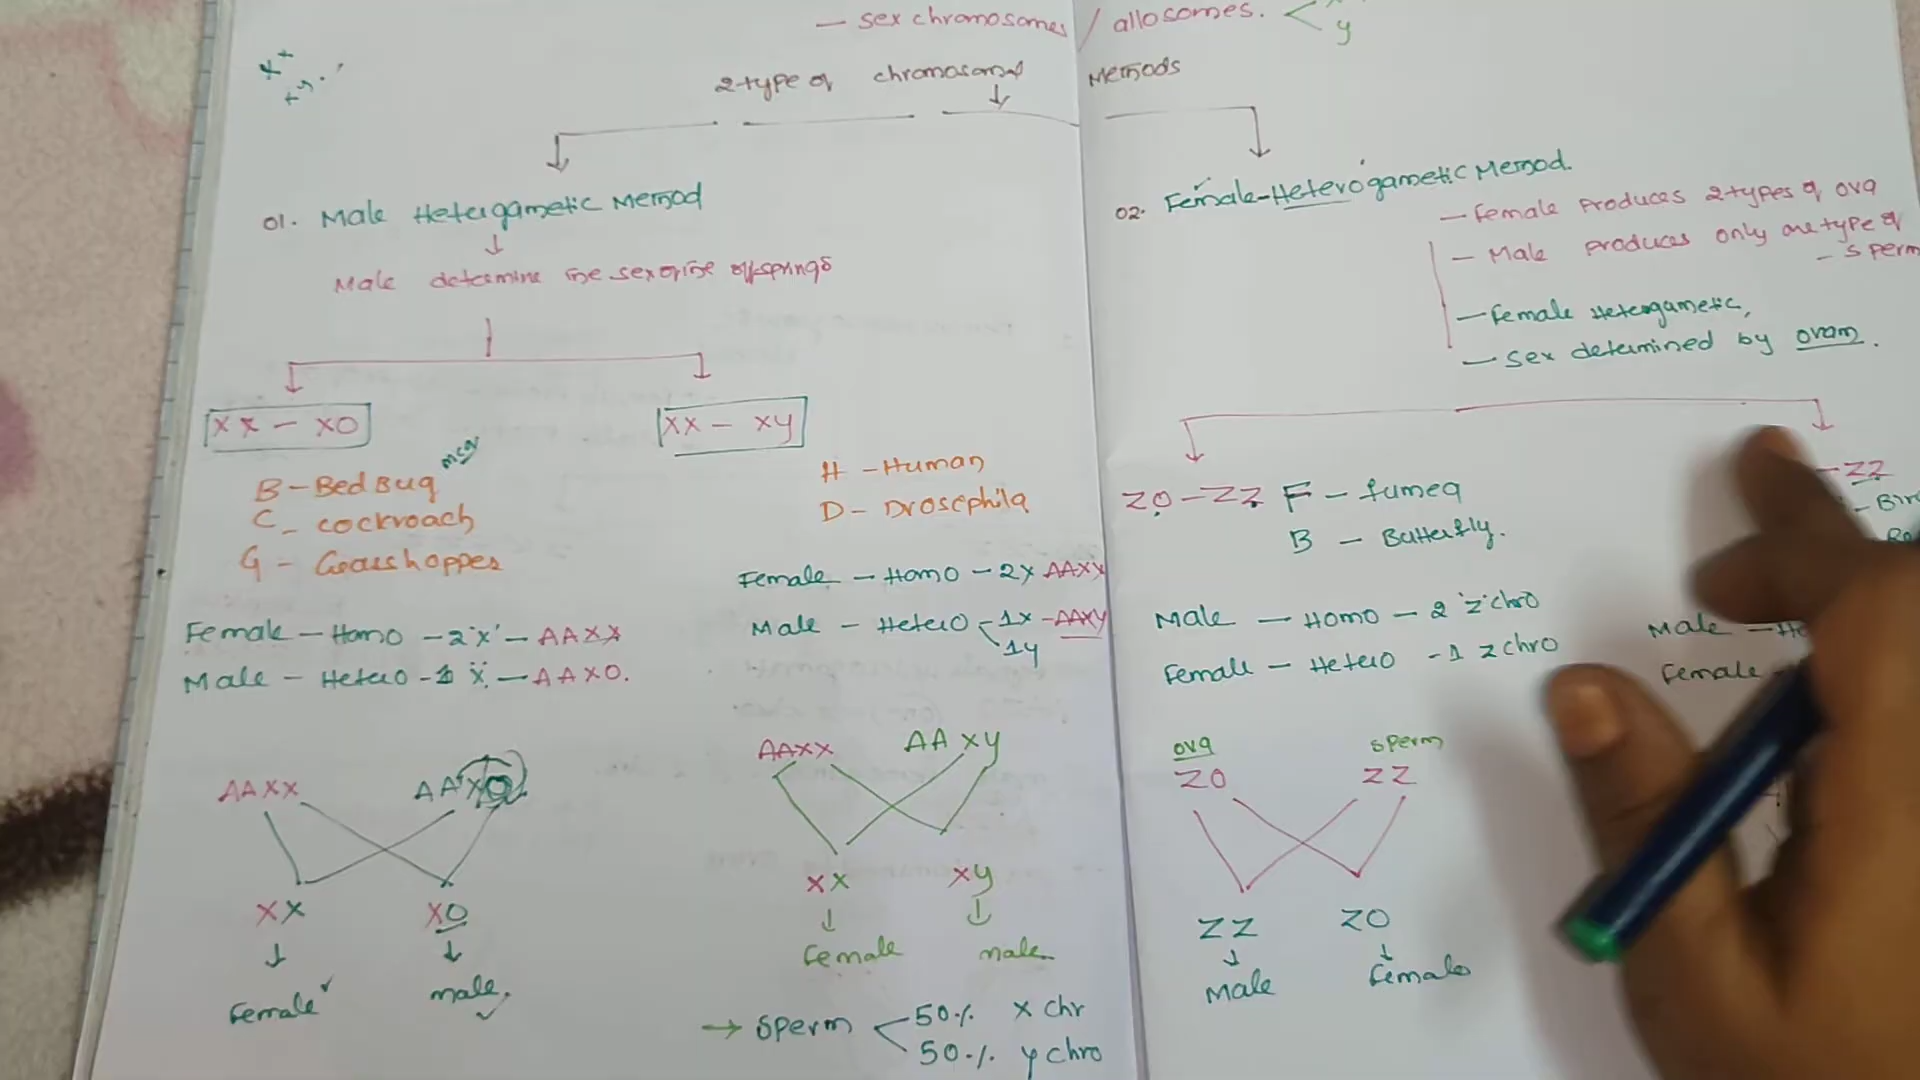 — sex chromosomes / allosomes. < y
2 type of chromosomal Methods
01. Male Hetergametic Method
Male determine the sex of the offsprings
XX – XO
XX – XY
B – Bed Bug
mcq
C – cockroach
G – Grasshopper
H – Human
D – Drosophila
Female – Homo – 2'X' – AAXX
Male – Hetero – 1 X – AAXO.
Female – Homo – 2X AAXX
Male – Hetero – 1X – AAXY
1Y
AAXX AAXO
XX XO
Female male,
AAXX AAXY
XX XY
Female male
→ Sperm < 50% X chr
50% Y chro
02. Female-Heterogametic Method.
— Female Produces 2 types of ova
— Male Produces only one type of
– sperm
— Female Heterogametic,
— sex determined by ovam.
ZO – ZZ F – fumea
B – Butterfly.
Male – Homo – 2 'Z' chro
Female – Hetero – 1 Z chro
ova sperm
ZO ZZ
ZZ ZO
Male Female
– ZZ
Male –
Female